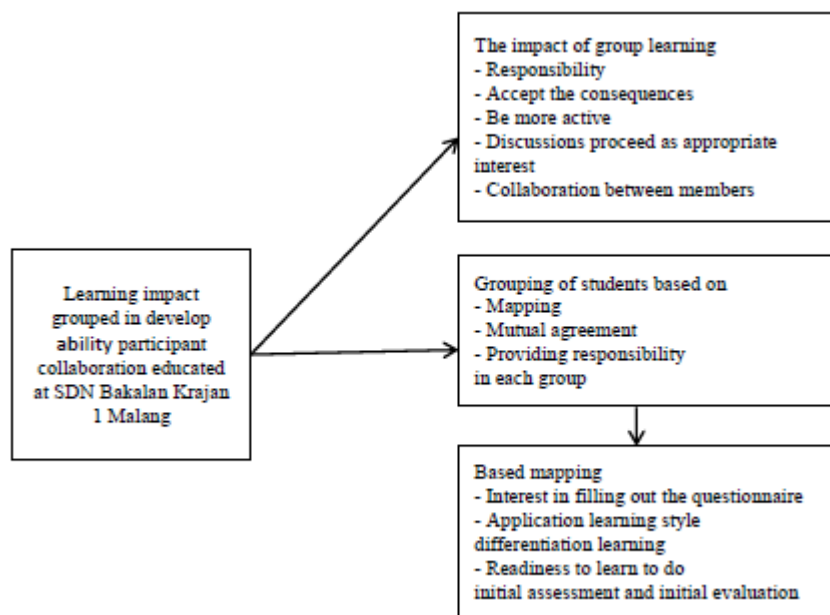 The impact of group learning
- Responsibility
- Accept the consequences
- Be more active
- Discussions proceed as appropriate
interest
- Collaboration between members
Learning impact
grouped in develop
ability participant
collaboration educated
at SDN Bakalan Krajan
1 Malang
Grouping of students based on
- Mapping
- Mutual agreement
- Providing responsibility
in each group
Based mapping
- Interest in filling out the questionnaire
- Application learning style
differentiation learning
- Readiness to learn to do
initial assessment and initial evaluation